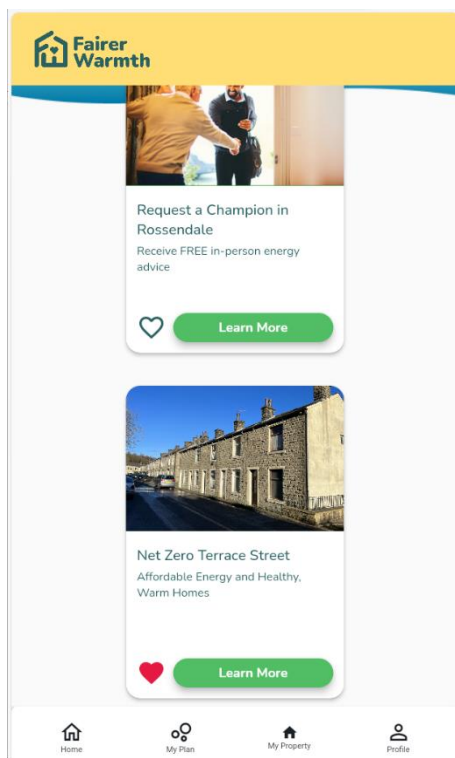 Fairer
Warmth
Request a Champion in
Rossendale
Receive FREE in-person energy
advice
Learn More
Net Zero Terrace Street
Affordable Energy and Healthy,
Warm Homes
Learn More
Home
My Plan
My Property
Profile